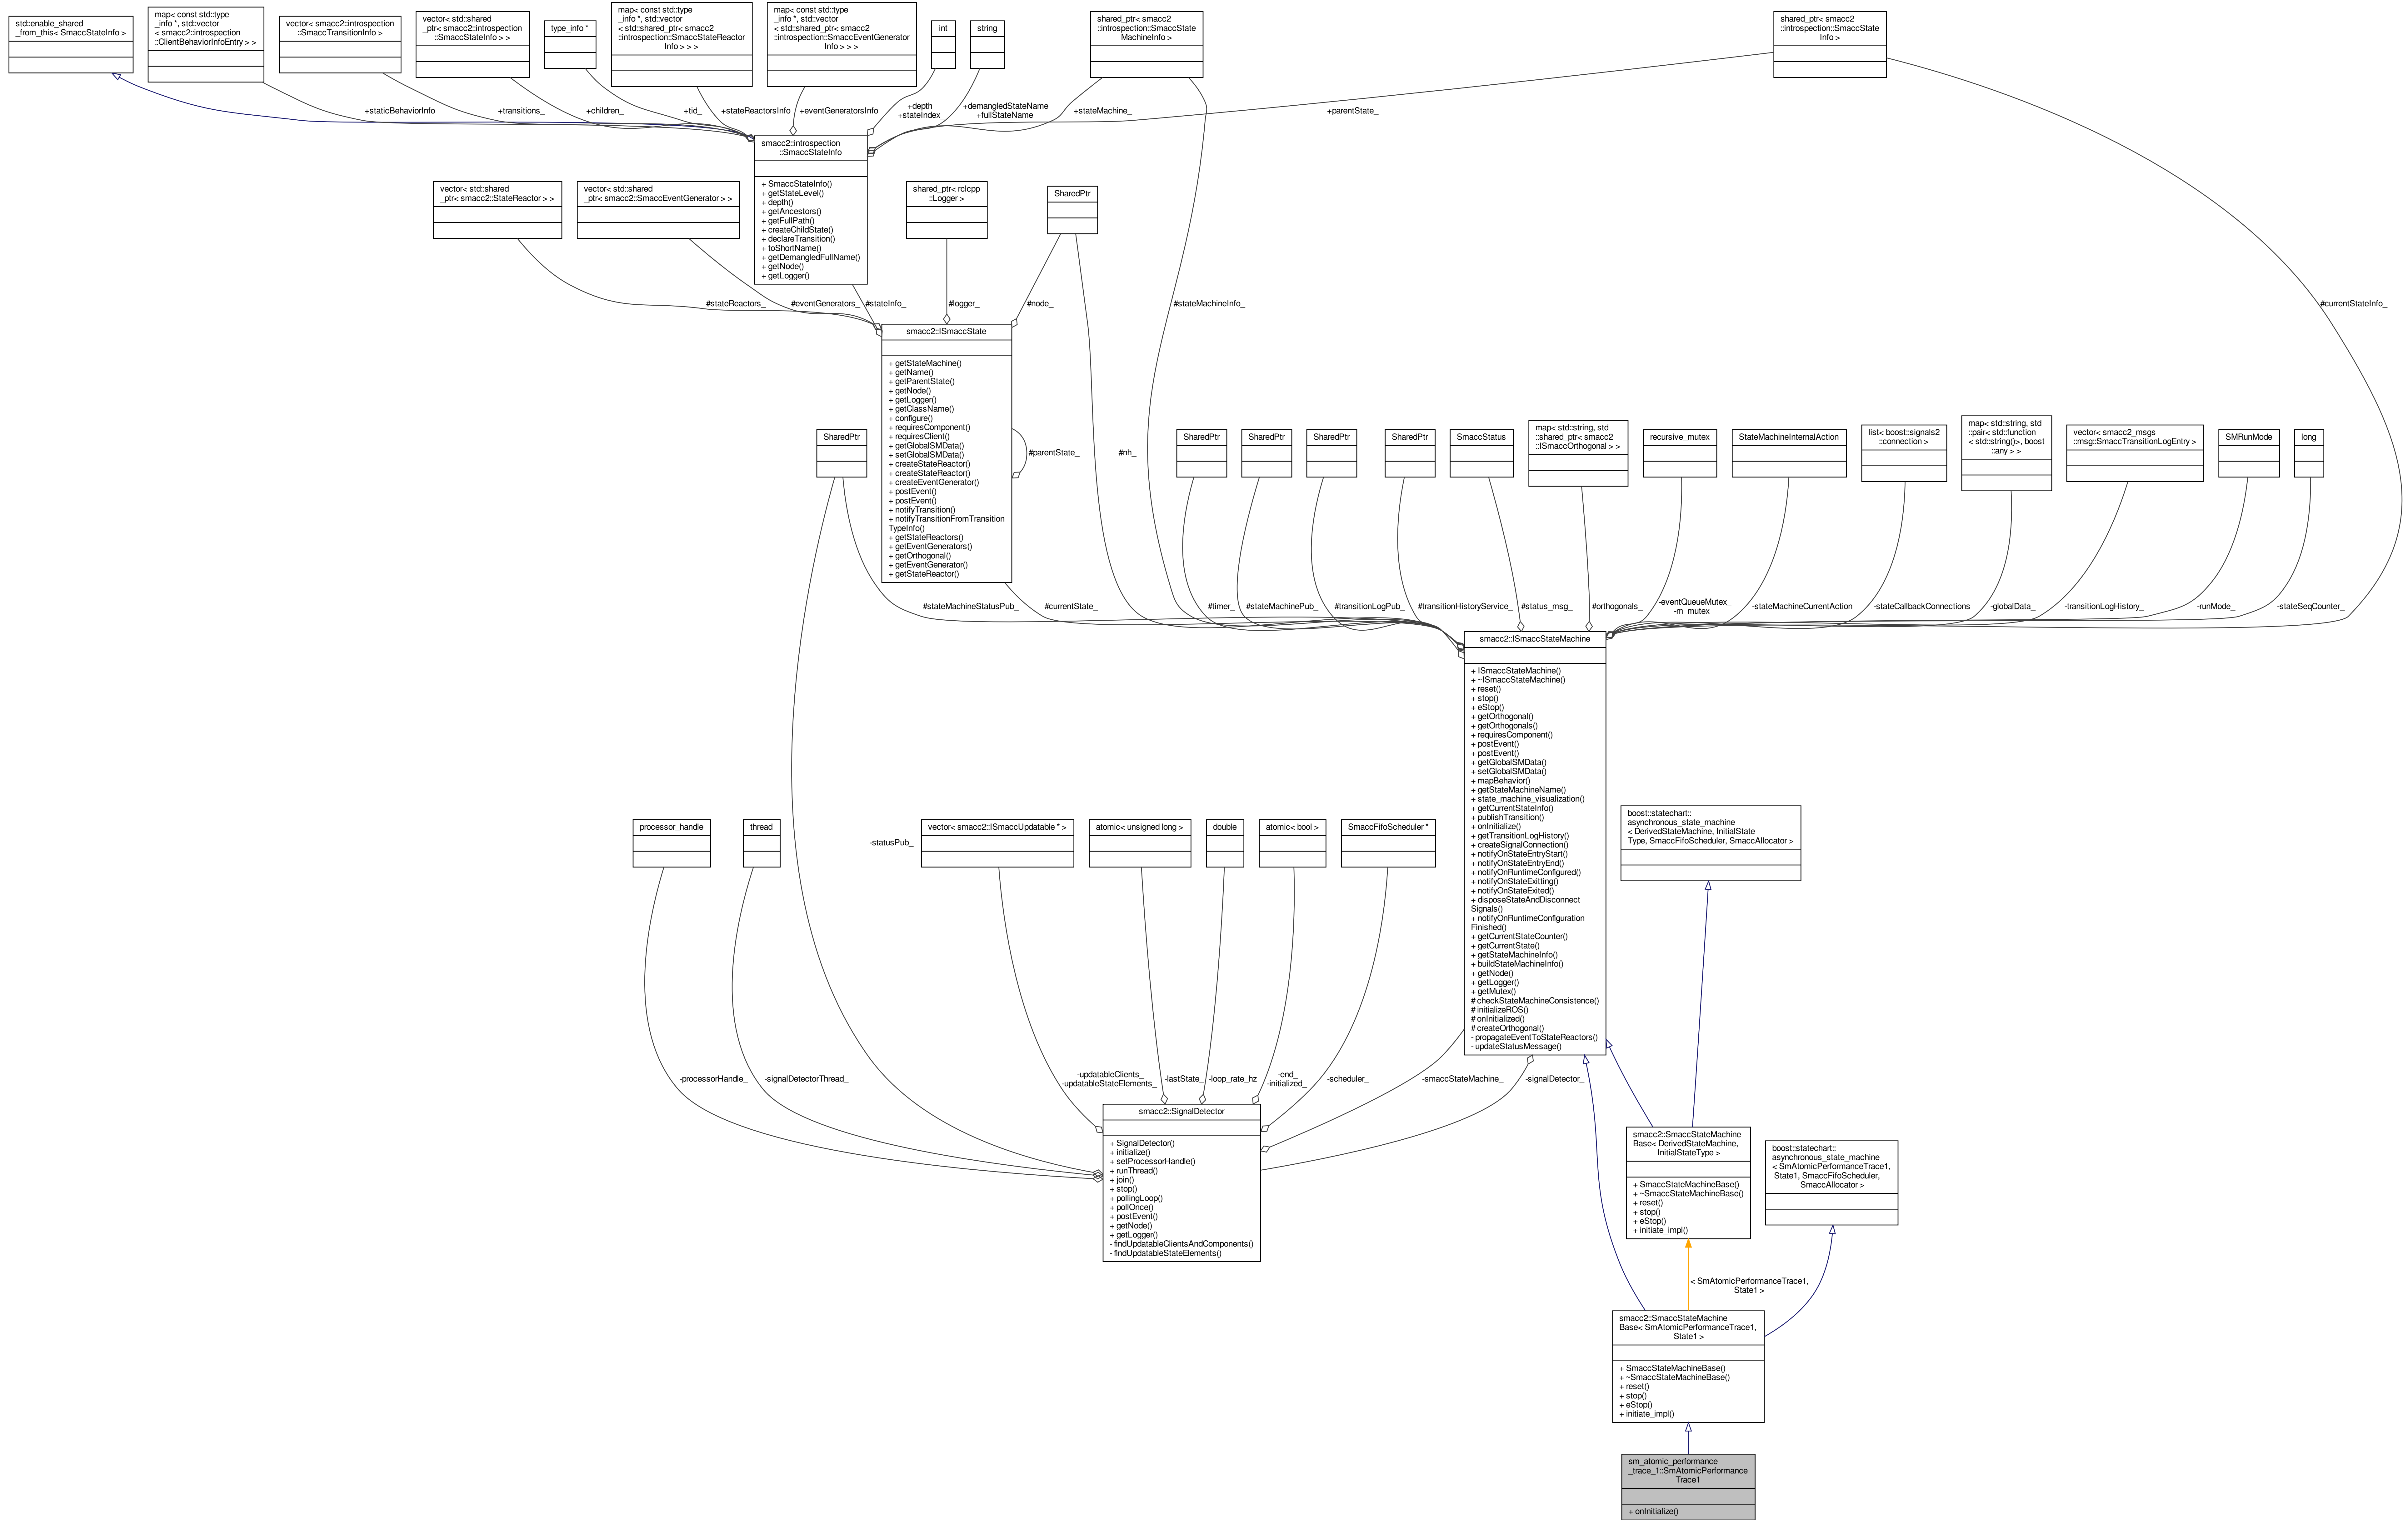 std::enable_shared
_from_this< SmaccStateInfo >
map< const std::type
_info *, std::vector
< smacc2::introspection
::ClientBehaviorInfoEntry > >
vector< smacc2::introspection
::SmaccTransitionInfo >
vector< std::shared
_ptr< smacc2::introspection
::SmaccStateInfo > >
type_info *
map< const std::type
_info *, std::vector
< std::shared_ptr< smacc2
::introspection::SmaccStateReactor
Info > > >
map< const std::type
_info *, std::vector
< std::shared_ptr< smacc2
::introspection::SmaccEventGenerator
Info > > >
int
string
shared_ptr< smacc2
::introspection::SmaccState
MachineInfo >
shared_ptr< smacc2
::introspection::SmaccState
Info >
+staticBehaviorInfo
+transitions_
+children_
+tid_
+stateReactorsInfo
+eventGeneratorsInfo
+depth_
+stateIndex_
+demangledStateName
+fullStateName
+stateMachine_
+parentState_
smacc2::introspection
::SmaccStateInfo
+ SmaccStateInfo()
+ getStateLevel()
+ depth()
+ getAncestors()
+ getFullPath()
+ createChildState()
+ declareTransition()
+ toShortName()
+ getDemangledFullName()
+ getNode()
+ getLogger()
vector< std::shared
_ptr< smacc2::StateReactor > >
vector< std::shared
_ptr< smacc2::SmaccEventGenerator > >
shared_ptr< rclcpp
::Logger >
SharedPtr
#stateReactors_
#eventGenerators_
#stateInfo_
#logger_
#node_
#stateMachineInfo_
#currentStateInfo_
smacc2::ISmaccState
+ getStateMachine()
+ getName()
+ getParentState()
+ getNode()
+ getLogger()
+ getClassName()
+ configure()
+ requiresComponent()
+ requiresClient()
+ getGlobalSMData()
+ setGlobalSMData()
+ createStateReactor()
+ createStateReactor()
+ createEventGenerator()
+ postEvent()
+ postEvent()
+ notifyTransition()
+ notifyTransitionFromTransition
TypeInfo()
+ getStateReactors()
+ getEventGenerators()
+ getOrthogonal()
+ getEventGenerator()
+ getStateReactor()
#parentState_
#nh_
SharedPtr
SharedPtr
SharedPtr
SharedPtr
SharedPtr
SmaccStatus
map< std::string, std
::shared_ptr< smacc2
::ISmaccOrthogonal > >
recursive_mutex
StateMachineInternalAction
list< boost::signals2
::connection >
map< std::string, std
::pair< std::function
< std::string()>, boost
::any > >
vector< smacc2_msgs
::msg::SmaccTransitionLogEntry >
SMRunMode
long
#stateMachineStatusPub_
#currentState_
#timer_
#stateMachinePub_
#transitionLogPub_
#transitionHistoryService_
#status_msg_
#orthogonals_
-eventQueueMutex_
-m_mutex_
-stateMachineCurrentAction
-stateCallbackConnections
-globalData_
-transitionLogHistory_
-runMode_
-stateSeqCounter_
smacc2::ISmaccStateMachine
+ ISmaccStateMachine()
+ ~ISmaccStateMachine()
+ reset()
+ stop()
+ eStop()
+ getOrthogonal()
+ getOrthogonals()
+ requiresComponent()
+ postEvent()
+ postEvent()
+ getGlobalSMData()
+ setGlobalSMData()
+ mapBehavior()
+ getStateMachineName()
+ state_machine_visualization()
+ getCurrentStateInfo()
+ publishTransition()
+ onInitialize()
+ getTransitionLogHistory()
+ createSignalConnection()
+ notifyOnStateEntryStart()
+ notifyOnStateEntryEnd()
+ notifyOnRuntimeConfigured()
+ notifyOnStateExitting()
+ notifyOnStateExited()
+ disposeStateAndDisconnect
Signals()
+ notifyOnRuntimeConfiguration
Finished()
+ getCurrentStateCounter()
+ getCurrentState()
+ getStateMachineInfo()
+ buildStateMachineInfo()
+ getNode()
+ getLogger()
+ getMutex()
# checkStateMachineConsistence()
# initializeROS()
# onInitialized()
# createOrthogonal()
- propagateEventToStateReactors()
- updateStatusMessage()
processor_handle
thread
-statusPub_
vector< smacc2::ISmaccUpdatable * >
atomic< unsigned long >
double
atomic< bool >
SmaccFifoScheduler *
boost::statechart::
asynchronous_state_machine
< DerivedStateMachine, InitialState
Type, SmaccFifoScheduler, SmaccAllocator >
-processorHandle_
-signalDetectorThread_
-updatableClients_
-updatableStateElements_
-lastState_
-loop_rate_hz
-end_
-initialized_
-scheduler_
-smaccStateMachine_
-signalDetector_
smacc2::SignalDetector
+ SignalDetector()
+ initialize()
+ setProcessorHandle()
+ runThread()
+ join()
+ stop()
+ pollingLoop()
+ pollOnce()
+ postEvent()
+ getNode()
+ getLogger()
- findUpdatableClientsAndComponents()
- findUpdatableStateElements()
smacc2::SmaccStateMachine
Base< DerivedStateMachine,
InitialStateType >
+ SmaccStateMachineBase()
+ ~SmaccStateMachineBase()
+ reset()
+ stop()
+ eStop()
+ initiate_impl()
boost::statechart::
asynchronous_state_machine
< SmAtomicPerformanceTrace1,
State1, SmaccFifoScheduler,
SmaccAllocator >
< SmAtomicPerformanceTrace1,
State1 >
smacc2::SmaccStateMachine
Base< SmAtomicPerformanceTrace1,
State1 >
+ SmaccStateMachineBase()
+ ~SmaccStateMachineBase()
+ reset()
+ stop()
+ eStop()
+ initiate_impl()
sm_atomic_performance
_trace_1::SmAtomicPerformance
Trace1
+ onInitialize()